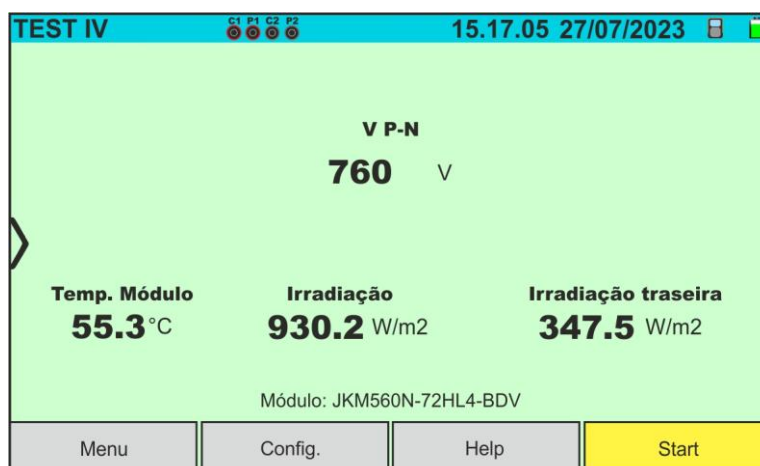 TEST IV C1 P1 C2 P2 15.17.05 27/07/2023
V P-N
760 V
Temp. Módulo Irradiação Irradiação traseira
55.3 °C 930.2 W/m2 347.5 W/m2
Módulo: JKM560N-72HL4-BDV
Menu Config. Help Start